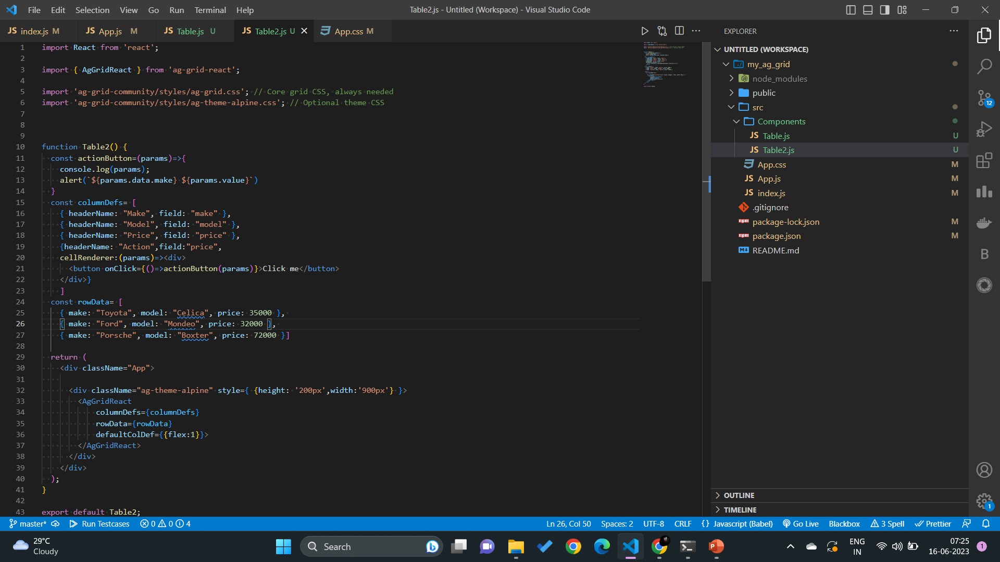 File Edit Selection View Go Run Terminal Help
Table2.js - Untitled (Workspace) - Visual Studio Code
JS index.js M JS App.js M JS Table.js U JS Table2.js U App.css M
EXPLORER
1 import React from 'react';
2
3 import { AgGridReact } from 'ag-grid-react';
4
5 import 'ag-grid-community/styles/ag-grid.css'; // Core grid CSS, always needed
6 import 'ag-grid-community/styles/ag-theme-alpine.css'; // Optional theme CSS
7
8
9
10 function Table2() {
11 const actionButton=(params)=>{
12 console.log(params);
13 alert(`${params.data.make} ${params.value}`)
14 }
15 const columnDefs= [
16 { headerName: "Make", field: "make" },
17 { headerName: "Model", field: "model" },
18 { headerName: "Price", field: "price" },
19 {headerName: "Action",field:"price",
20 cellRenderer:(params)=><div>
21 <button onClick={()=>actionButton(params)}>Click me</button>
22 </div>}
23 ]
24 const rowData= [
25 { make: "Toyota", model: "Celica", price: 35000 },
26 { make: "Ford", model: "Mondeo", price: 32000 },
27 { make: "Porsche", model: "Boxter", price: 72000 }]
28
29 return (
30 <div className="App">
31
32 <div className="ag-theme-alpine" style={ {height: '200px',width:'900px'} }>
33 <AgGridReact
34 columnDefs={columnDefs}
35 rowData={rowData}
36 defaultColDef={{flex:1}}>
37 </AgGridReact>
38 </div>
39 </div>
40 );
41 }
42
43 export default Table2;
UNTITLED (WORKSPACE)
my_ag_grid
node_modules
public
src
Components
JS Table.js U
JS Table2.js U
App.css M
JS App.js M
JS index.js M
.gitignore
npm package-lock.json M
npm package.json M
README.md
OUTLINE
TIMELINE
12
B
1
master* Run Testcases 0 0 4
Ln 26, Col 50 Spaces: 2 UTF-8 CRLF {} Javascript (Babel) Go Live Blackbox 3 Spell Prettier
29°C
Cloudy
Search
ENG
IN
07:25
16-06-2023
1